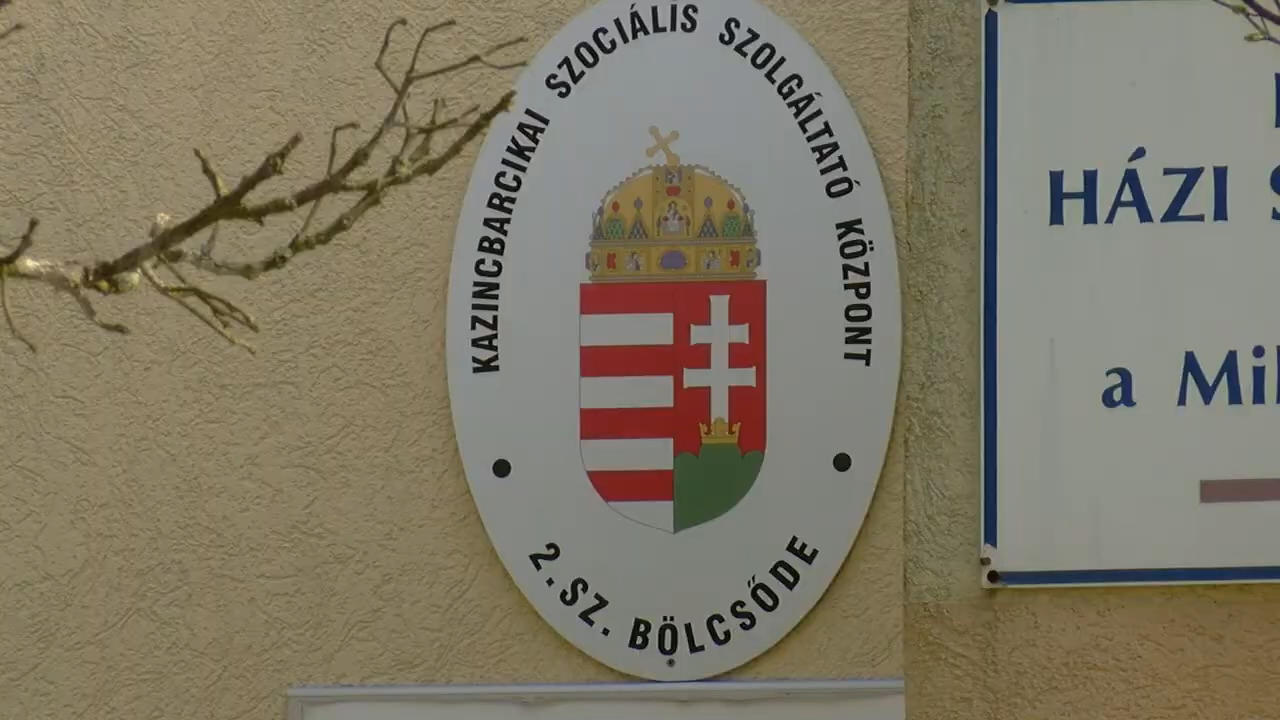 KAZINCBARCIKAI SZOCIÁLIS SZOLGÁLTATÓ KÖZPONT
2. SZ. BÖLCSŐDE
HÁZI
a